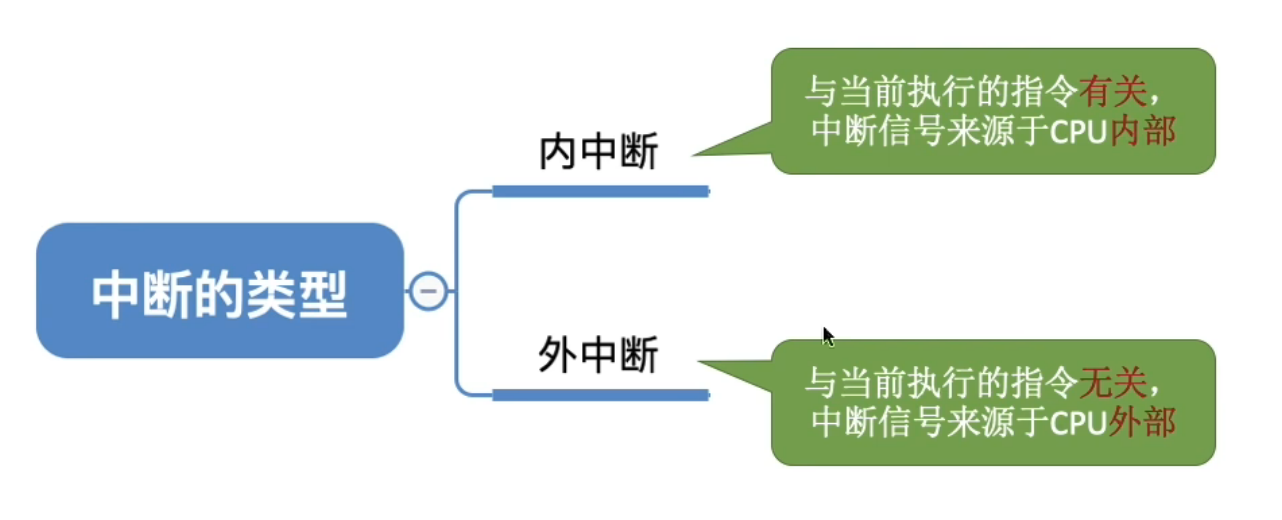 中断的类型
内中断
与当前执行的指令有关，
中断信号来源于CPU内部
外中断
与当前执行的指令无关，
中断信号来源于CPU外部